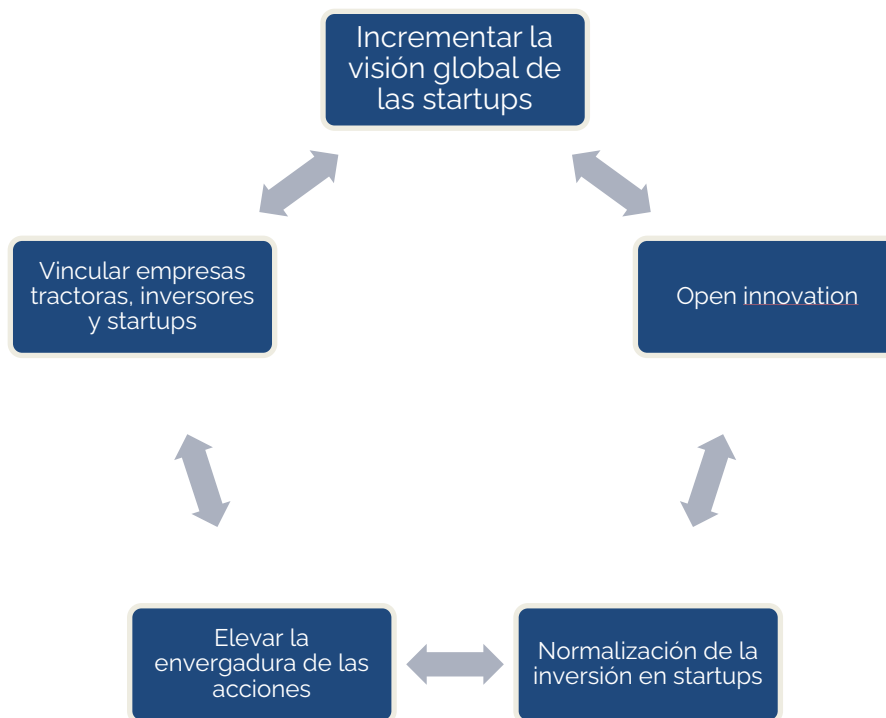 Incrementar la
visión global de
las startups
Vincular empresas
tractoras, inversores
y startups
Open innovation
Elevar la
envergadura de las
acciones
Normalización de la
inversión en startups